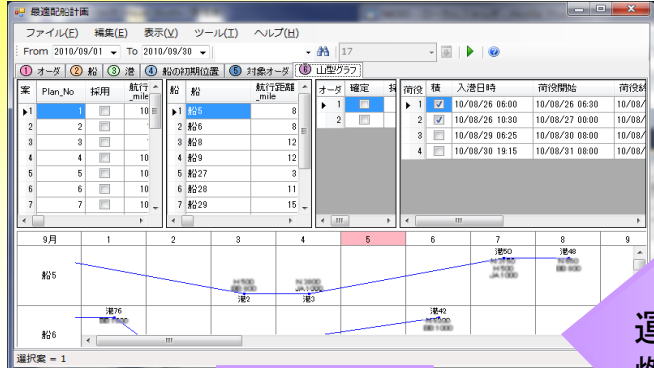 最適配船計画
ファイル(F) 編集(E) 表示(V) ツール(T) ヘルプ(H)
From 2010/09/01 To 2010/09/30 17
① オーダ ② 船 ③ 港 ④ 船の初期位置 ⑤ 対象オーダ ⑥ 山型グラフ
案 Plan_No 採用 航行_mile
1 1 10
2 2
3 3
4 4 10
5 5 10
6 6 10
7 7 10
船 船 航行距離_mile
1 船5 8
2 船6 8
3 船8 12
4 船9 12
5 船27 3
6 船28 11
7 船29 15
オーダ 確定
1
2
荷役 積 入港日時 荷役開始
1 10/08/26 06:00 10/08/26 06:30 10/08/
2 10/08/26 10:30 10/08/27 00:00 10/08/
3 10/08/29 06:25 10/08/30 08:00 10/08/
4 10/08/30 19:15 10/08/31 08:00 10/08/
9月 1 2 3 4 5 6 7 8 9
船5
港2
港3
港50
港48
船6
港76
港42
選択案 = 1